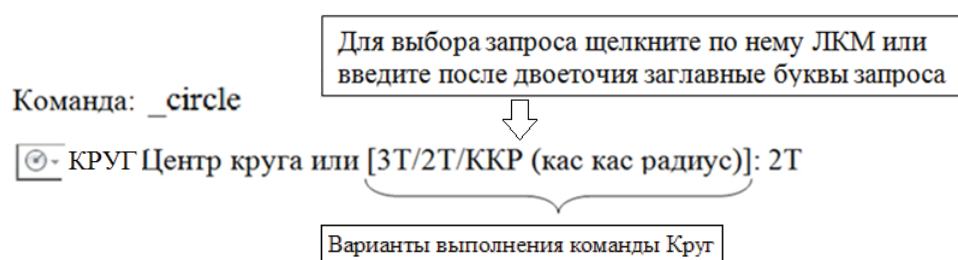 Для выбора запроса щелкните по нему ЛКМ или
введите после двоеточия заглавные буквы запроса
Команда: _circle
КРУГ Центр круга или [3Т/2Т/ККР (кас кас радиус)]: 2Т
Варианты выполнения команды Круг